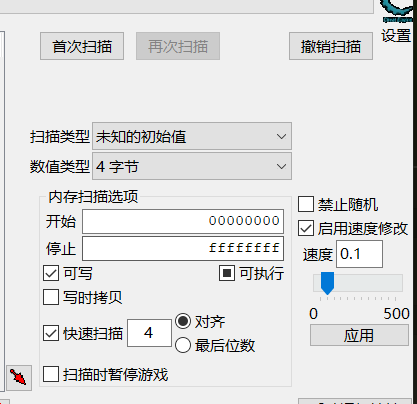 首次扫描 再次扫描 撤销扫描
设置
扫描类型 未知的初始值
数值类型 4 字节
内存扫描选项
开始 00000000
停止 ffffffff
可写 可执行
写时拷贝
快速扫描 4 对齐
最后位数
扫描时暂停游戏
禁止随机
启用速度修改
速度 0.1
0 500
应用